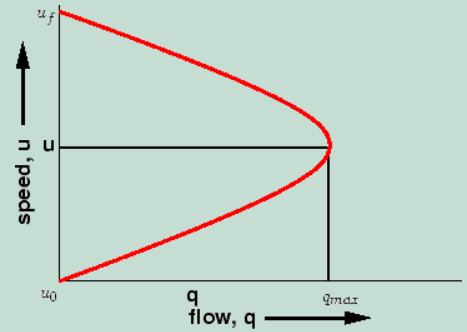 u_f
speed, u
u
u_0
q
q_max
flow, q